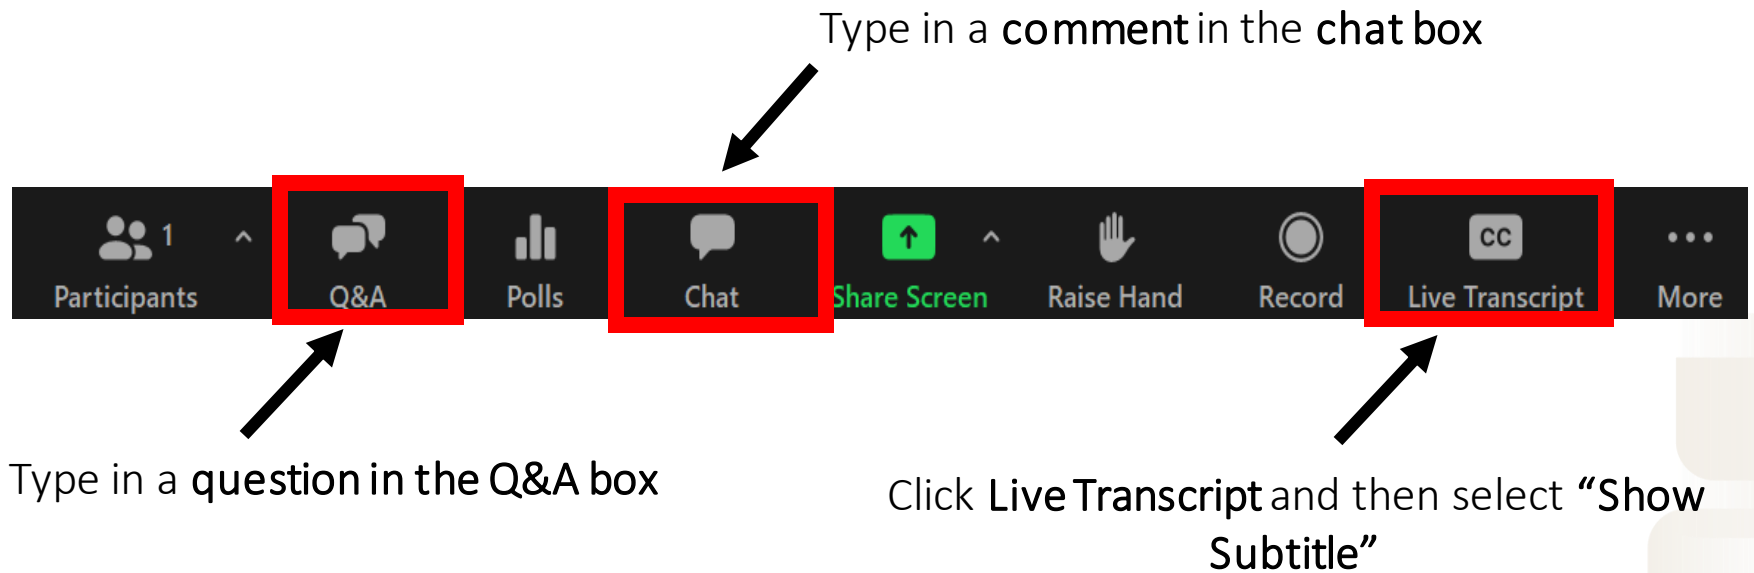 Type in a comment in the chat box
1
Participants
Q&A
Polls
Chat
Share Screen
Raise Hand
Record
CC
Live Transcript
More
Type in a question in the Q&A box
Click Live Transcript and then select “Show
Subtitle”